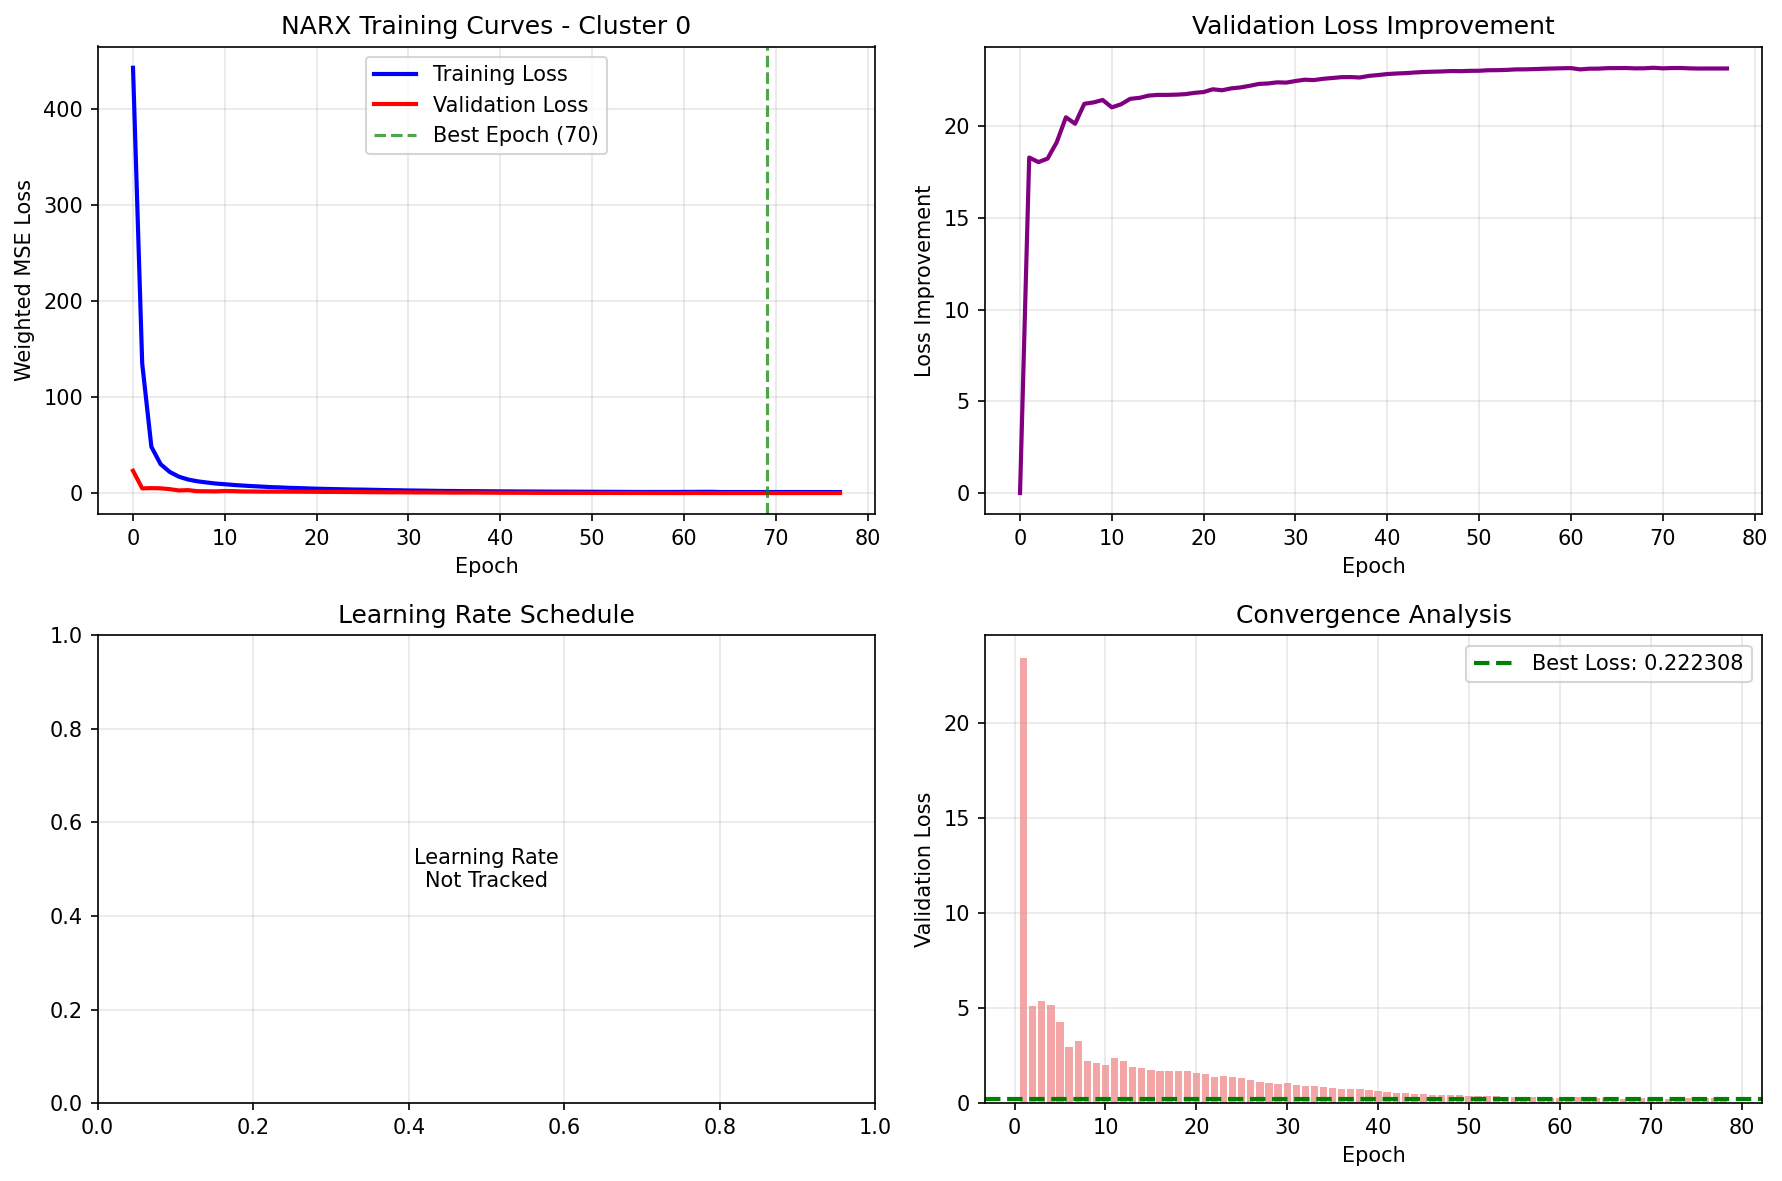 NARX Training Curves - Cluster 0
Weighted MSE Loss
400
300
200
100
0
Training Loss
Validation Loss
Best Epoch (70)
0 10 20 30 40 50 60 70 80
Epoch
Validation Loss Improvement
Loss Improvement
20
15
10
5
0
0 10 20 30 40 50 60 70 80
Epoch
Learning Rate Schedule
1.0
0.8
0.6
0.4
0.2
0.0
Learning Rate
Not Tracked
0.0 0.2 0.4 0.6 0.8 1.0
Convergence Analysis
Validation Loss
20
15
10
5
0
Best Loss: 0.222308
0 10 20 30 40 50 60 70 80
Epoch